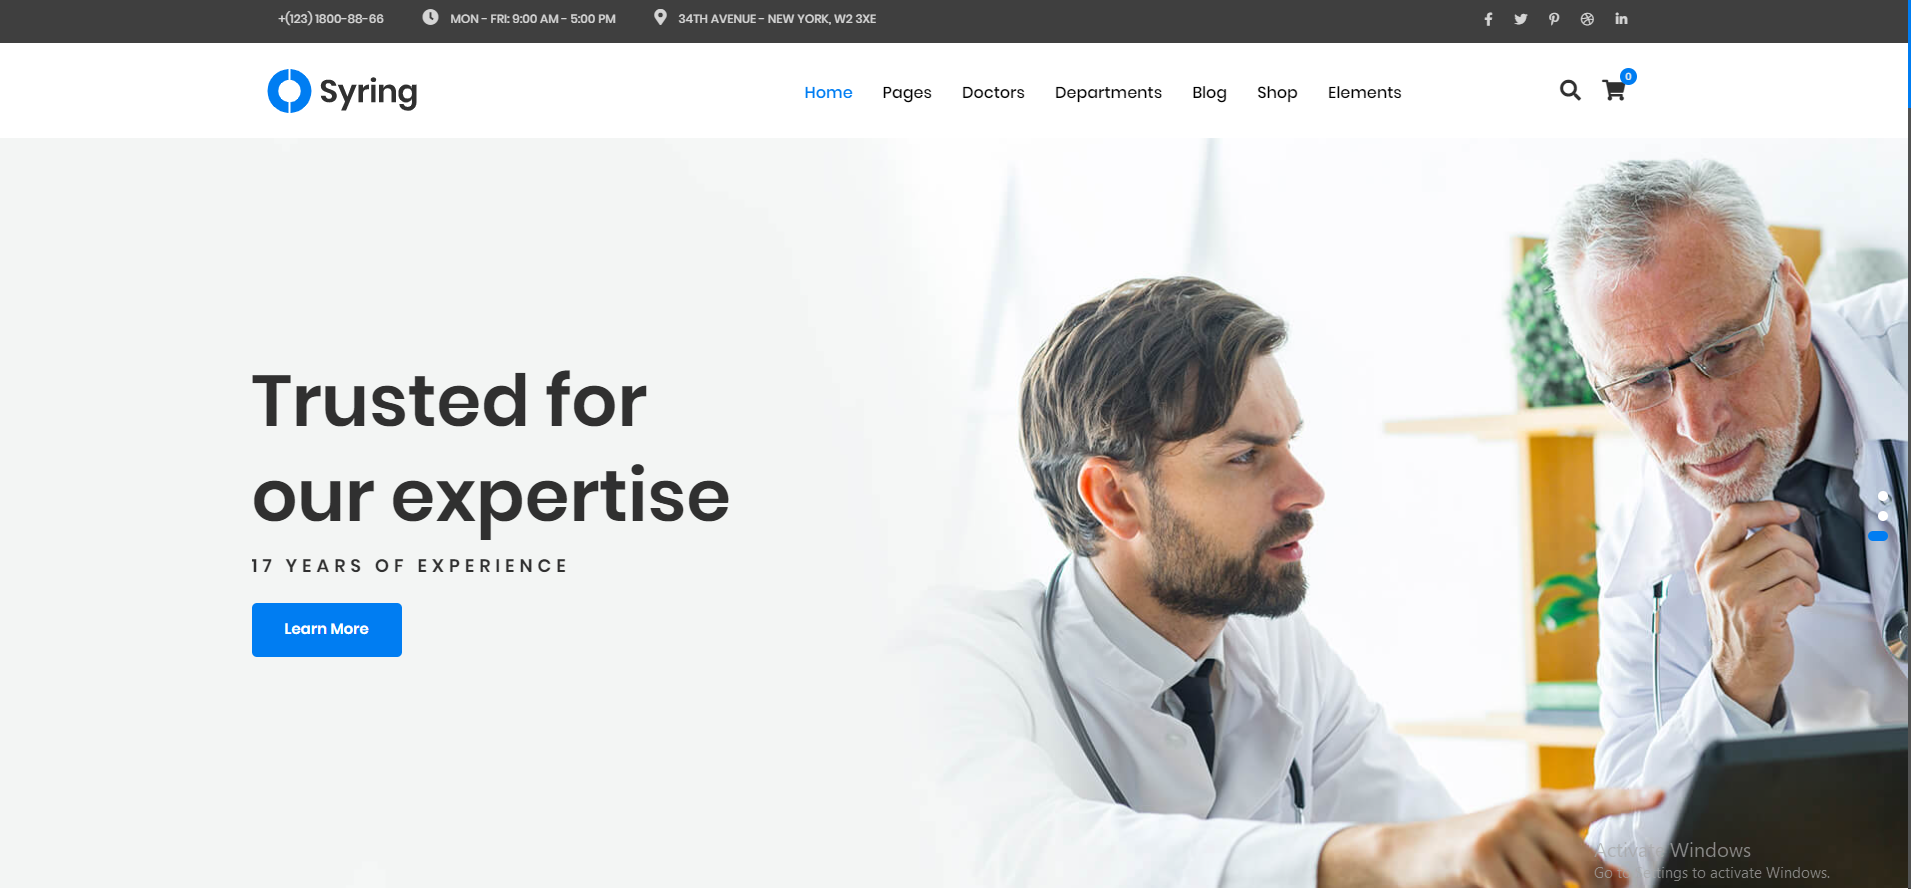 +(123) 1800-88-66 MON - FRI: 9:00 AM - 5:00 PM 34TH AVENUE - NEW YORK, W2 3XE
Syring
Home Pages Doctors Departments Blog Shop Elements
0
Trusted for
our expertise
17 YEARS OF EXPERIENCE
Learn More
Activate Windows
Go to Settings to activate Windows.